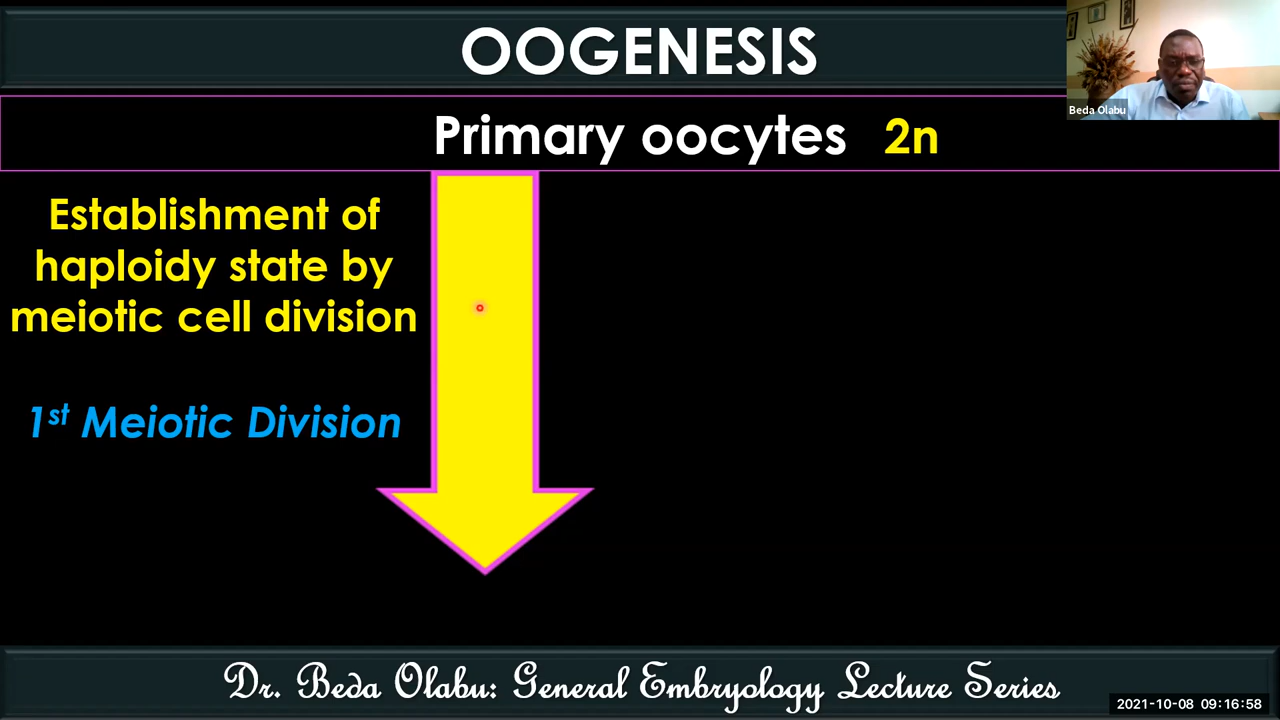 OOGENESIS
Beda Olabu
Primary oocytes 2n
Establishment of
haploidy state by
meiotic cell division
1st Meiotic Division
Dr. Beda Olabu: General Embryology Lecture Series
2021-10-08 09:16:58